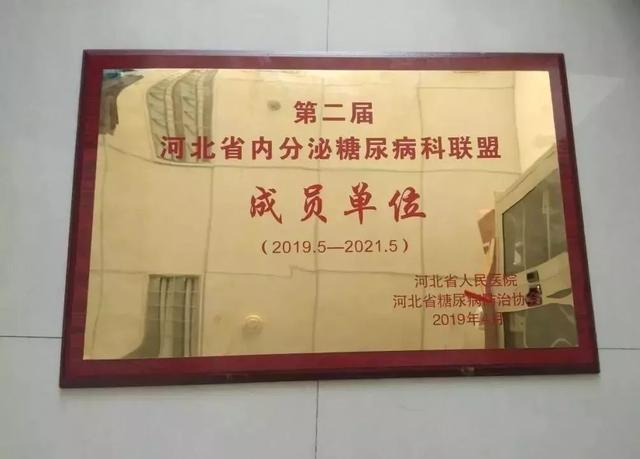 第二届
河北省内分泌糖尿病科联盟
成员单位
(2019.5—2021.5)
河北省人民医院
河北省糖尿病防治协会
2019年4月